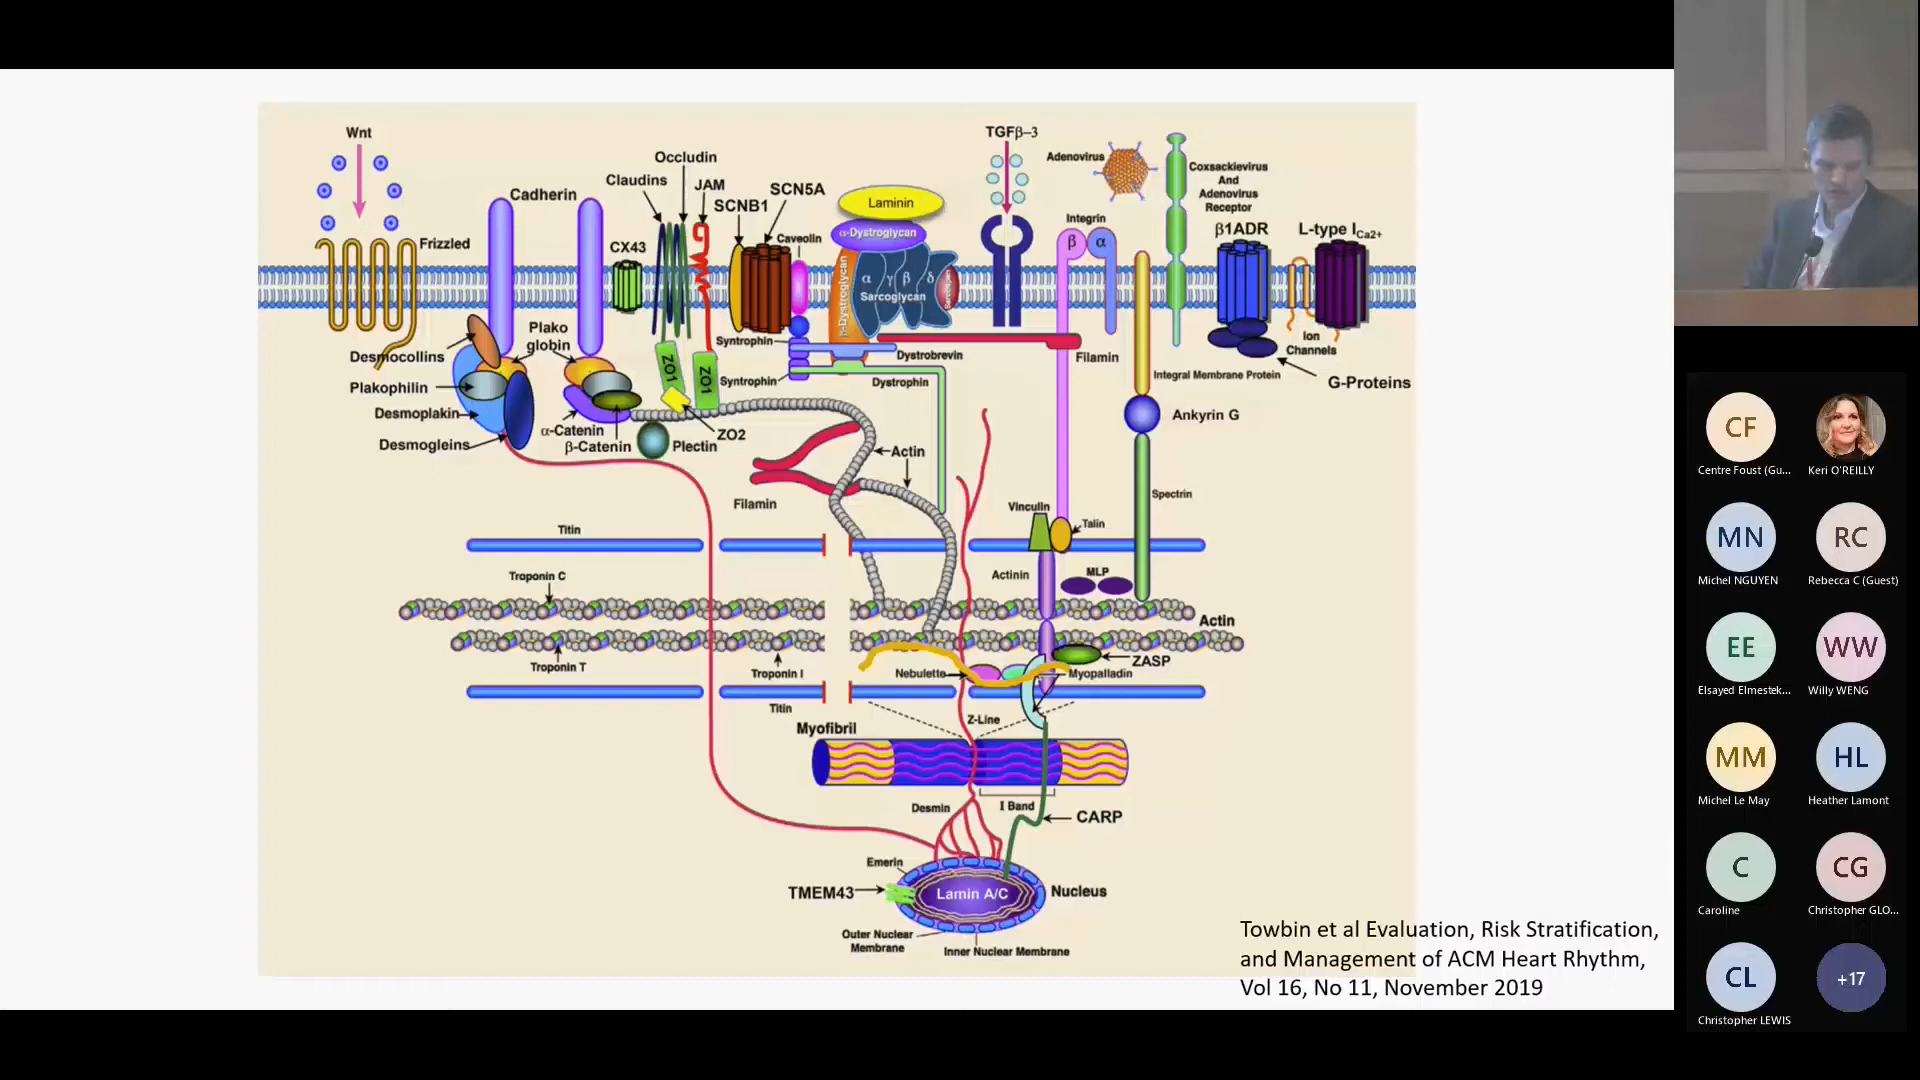 Wnt
Frizzled
Cadherin
Occludin
Claudins
JAM
CX43
SCNB1
SCN5A
Caveolin
Laminin
α-Dystroglycan
β-Dystroglycan
α γ β δ
Sarcoglycan
Sarcospan
TGFβ–3
Adenovirus
Coxsackievirus
And
Adenovirus
Receptor
Integrin
β α
β1ADR
L-type ICa2+
Ion
Channels
G-Proteins
Integral Membrane Protein
Filamin
Desmocollins
Plako
globin
Plakophilin
Desmoplakin
Desmogleins
α-Catenin
β-Catenin
Plectin
ZO1
ZO1
ZO2
Syntrophin
Syntrophin
Dystrobrevin
Dystrophin
Ankyrin G
Actin
Filamin
Spectrin
Vinculin
Talin
Titin
Troponin C
Actinin
MLP
Actin
Troponin T
Troponin I
Nebulette
ZASP
Myopalladin
Titin
Z-Line
Myofibril
Desmin
I Band
CARP
Emerin
TMEM43
Lamin A/C
Nucleus
Outer Nuclear
Membrane
Inner Nuclear Membrane
Towbin et al Evaluation, Risk Stratification,
and Management of ACM Heart Rhythm,
Vol 16, No 11, November 2019
CF
Centre Foust (Gu...
Keri O'REILLY
MN
Michel NGUYEN
RC
Rebecca C (Guest)
EE
Elsayed Elmestek...
WW
Willy WENG
MM
Michel Le May
HL
Heather Lamont
C
Caroline
CG
Christopher GLO...
CL
Christopher LEWIS
+17